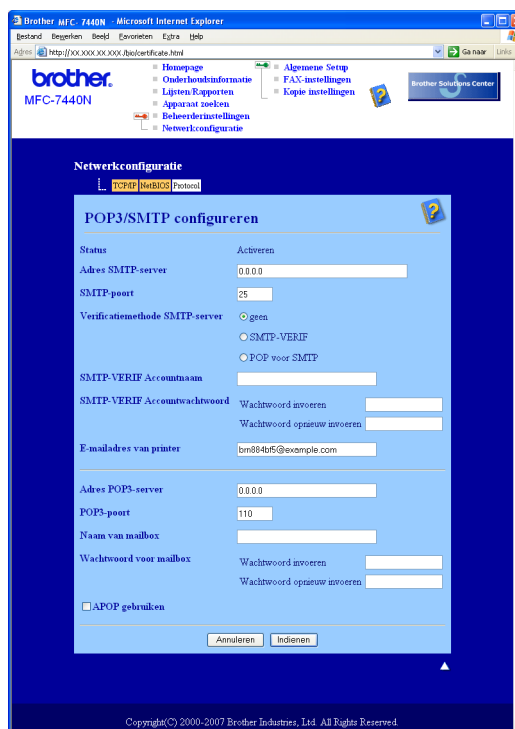 Brother MFC- 7440N - Microsoft Internet Explorer
Bestand Bewerken Beeld Favorieten Extra Help
Adres http://XX.XXX.XX.XXX./bio/certificate.html Ga naar Links
brother.
MFC-7440N
Homepage
Onderhoudsinformatie
Lijsten/Rapporten
Apparaat zoeken
Beheerderinstellingen
Netwerkconfiguratie
Algemene Setup
FAX-instellingen
Kopie instellingen
Brother Solutions Center
Netwerkconfiguratie
TCP/IP NetBIOS Protocol
POP3/SMTP configureren
Status Activeren
Adres SMTP-server 0.0.0.0
SMTP-poort 25
Verificatiemethode SMTP-server geen
SMTP-VERIF
POP voor SMTP
SMTP-VERIF Accountnaam
SMTP-VERIF Accountwachtwoord Wachtwoord invoeren
Wachtwoord opnieuw invoeren
E-mailadres van printer brn884bf5@example.com
Adres POP3-server 0.0.0.0
POP3-poort 110
Naam van mailbox
Wachtwoord voor mailbox Wachtwoord invoeren
Wachtwoord opnieuw invoeren
APOP gebruiken
Annuleren Indienen
Copyright(C) 2000-2007 Brother Industries, Ltd. All Rights Reserved.